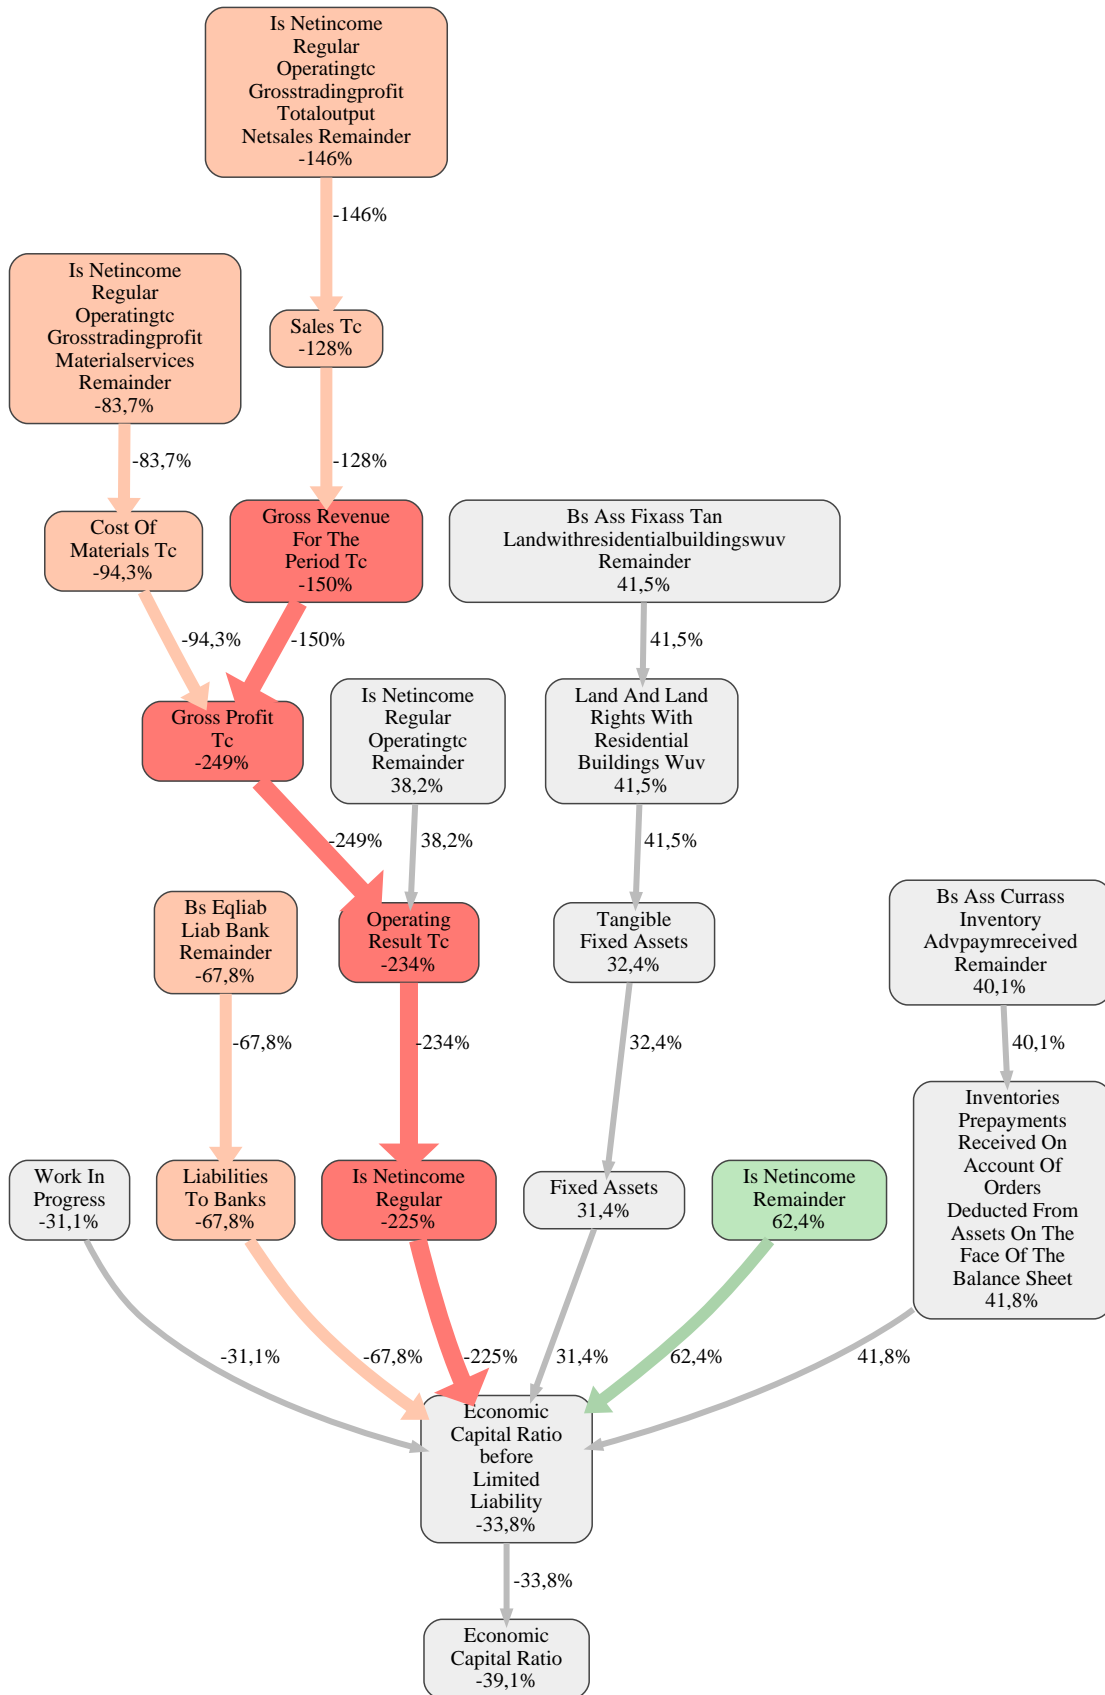 Is Netincome
Regular
Operatingtc
Grosstradingprofit
Totaloutput
Netsales Remainder
-146%
-146%
Is Netincome
Regular
Operatingtc
Grosstradingprofit
Materialservices
Remainder
-83,7%
Sales Tc
-128%
-83,7%
-128%
Cost Of
Materials Tc
-94,3%
Gross Revenue
For The
Period Tc
-150%
Bs Ass Fixass Tan
Landwithresidentialbuildingswuv
Remainder
41,5%
-94,3%
-150%
41,5%
Gross Profit
Tc
-249%
Is Netincome
Regular
Operatingtc
Remainder
38,2%
Land And Land
Rights With
Residential
Buildings Wuv
41,5%
-249%
38,2%
41,5%
Bs Eqliab
Liab Bank
Remainder
-67,8%
Operating
Result Tc
-234%
Tangible
Fixed Assets
32,4%
Bs Ass Currass
Inventory
Advpaymreceived
Remainder
40,1%
-67,8%
-234%
32,4%
40,1%
Work In
Progress
-31,1%
Liabilities
To Banks
-67,8%
Is Netincome
Regular
-225%
Fixed Assets
31,4%
Is Netincome
Remainder
62,4%
Inventories
Prepayments
Received On
Account Of
Orders
Deducted From
Assets On The
Face Of The
Balance Sheet
41,8%
-31,1%
-67,8%
-225%
31,4%
62,4%
41,8%
Economic
Capital Ratio
before
Limited
Liability
-33,8%
-33,8%
Economic
Capital Ratio
-39,1%